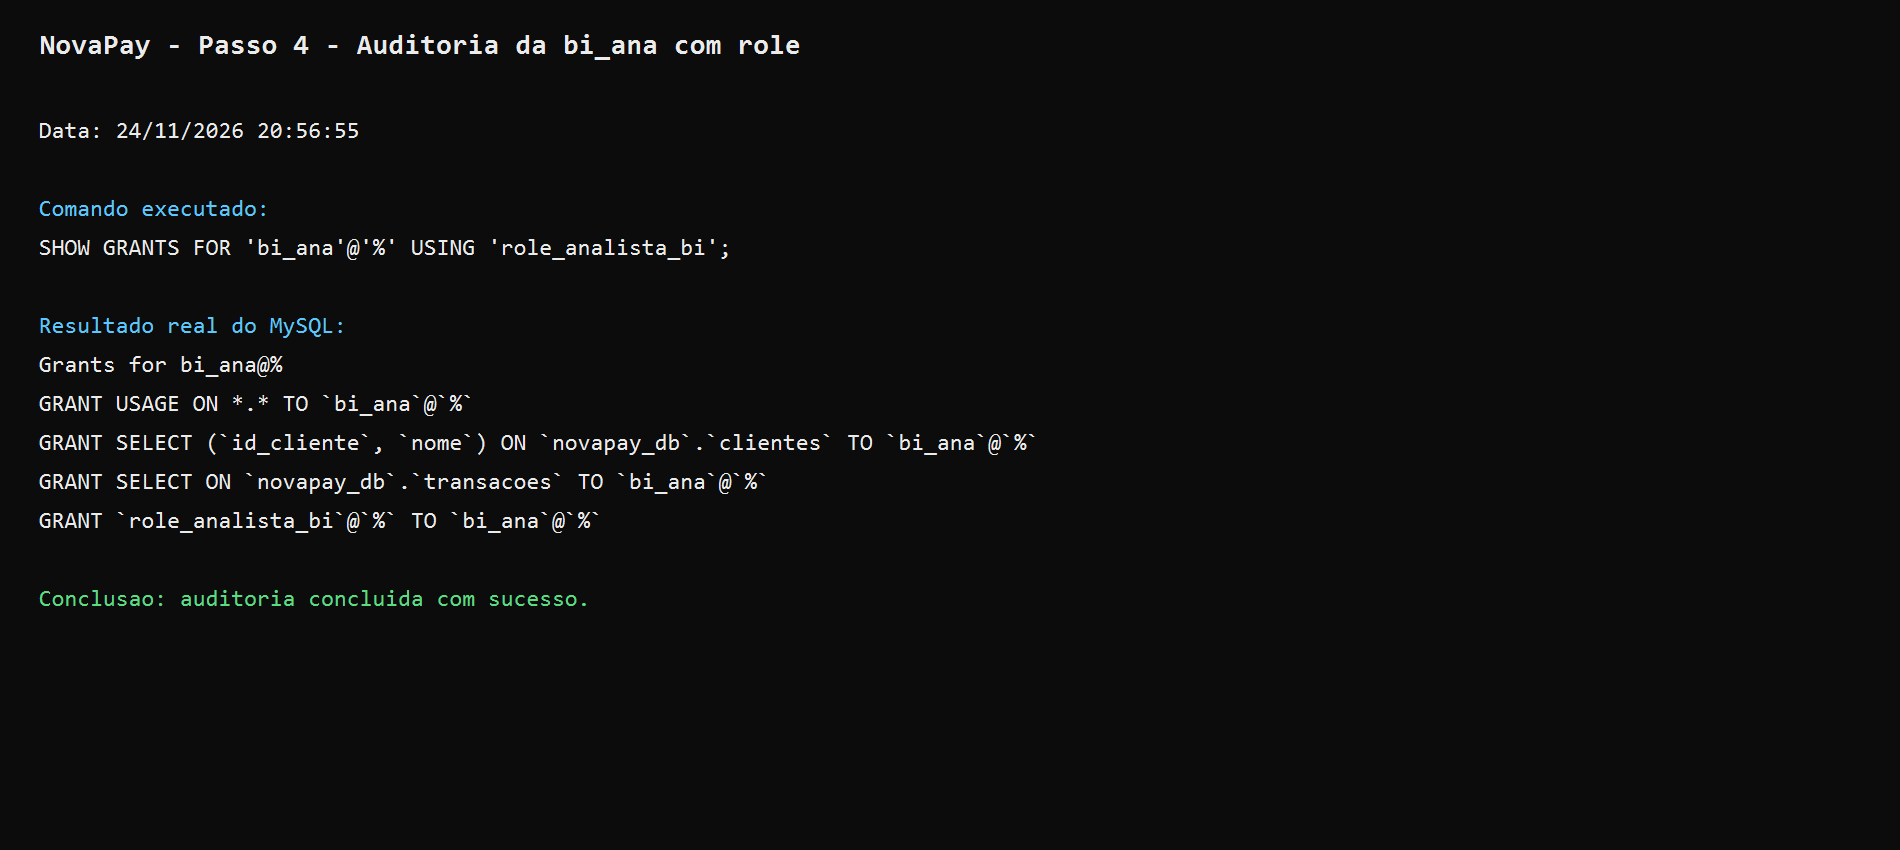 NovaPay - Passo 4 - Auditoria da bi_ana com role
Data: 24/11/2026 20:56:55
Comando executado:
SHOW GRANTS FOR 'bi_ana'@'%' USING 'role_analista_bi';
Resultado real do MySQL:
Grants for bi_ana@%
GRANT USAGE ON *.* TO `bi_ana`@`%`
GRANT SELECT (`id_cliente`, `nome`) ON `novapay_db`.`clientes` TO `bi_ana`@`%`
GRANT SELECT ON `novapay_db`.`transacoes` TO `bi_ana`@`%`
GRANT `role_analista_bi`@`%` TO `bi_ana`@`%`
Conclusao: auditoria concluida com sucesso.